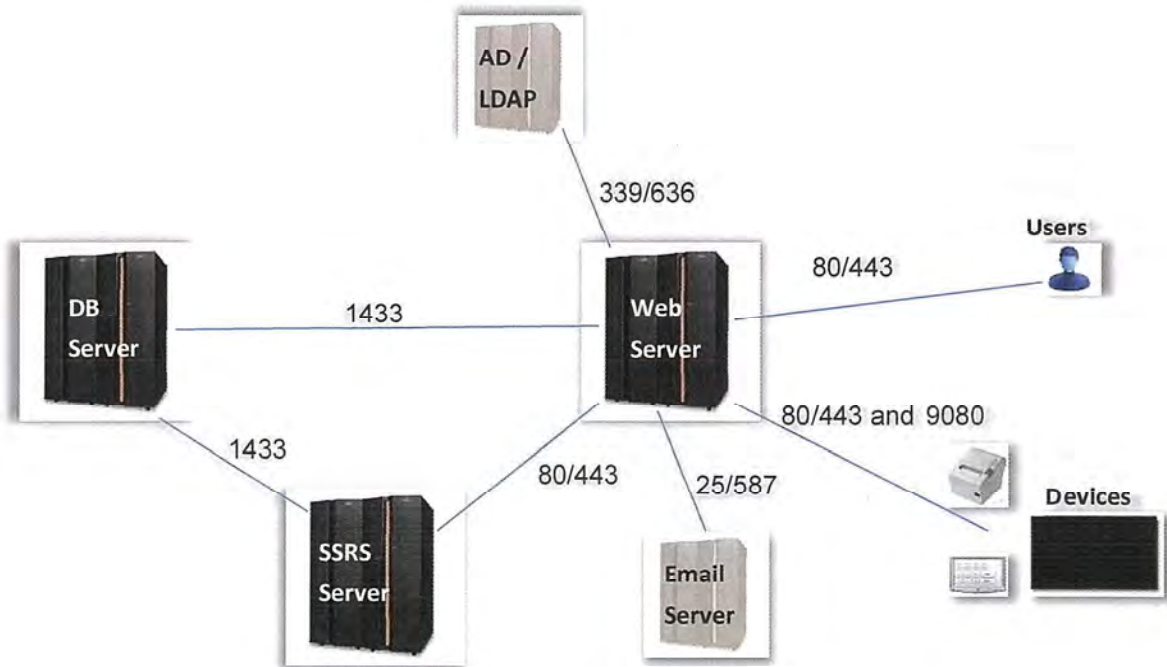 AD /
LDAP
339/636
Users
80/443
DB
Server
1433
Web
Server
80/443 and 9080
1433
80/443
25/587
Devices
SSRS
Server
Email
Server